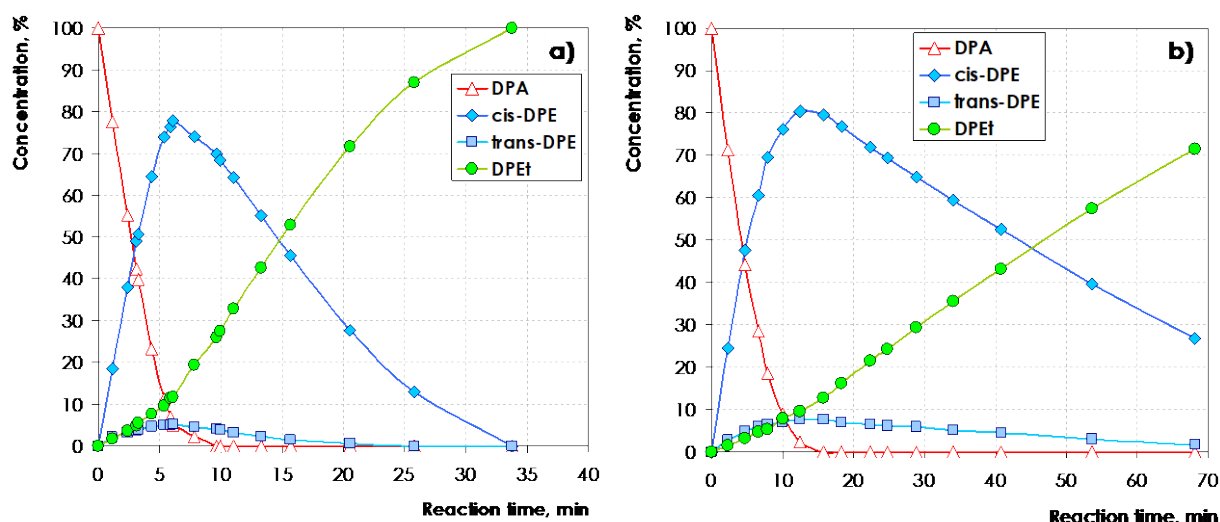 Concentration, %
100
90
80
70
60
50
40
30
20
10
0
0 5 10 15 20 25 30 35 40
Reaction time, min
a)
DPA
cis-DPE
trans-DPE
DPEt
Concentration, %
100
90
80
70
60
50
40
30
20
10
0
0 10 20 30 40 50 60 70
Reaction time, min
b)
DPA
cis-DPE
trans-DPE
DPEt